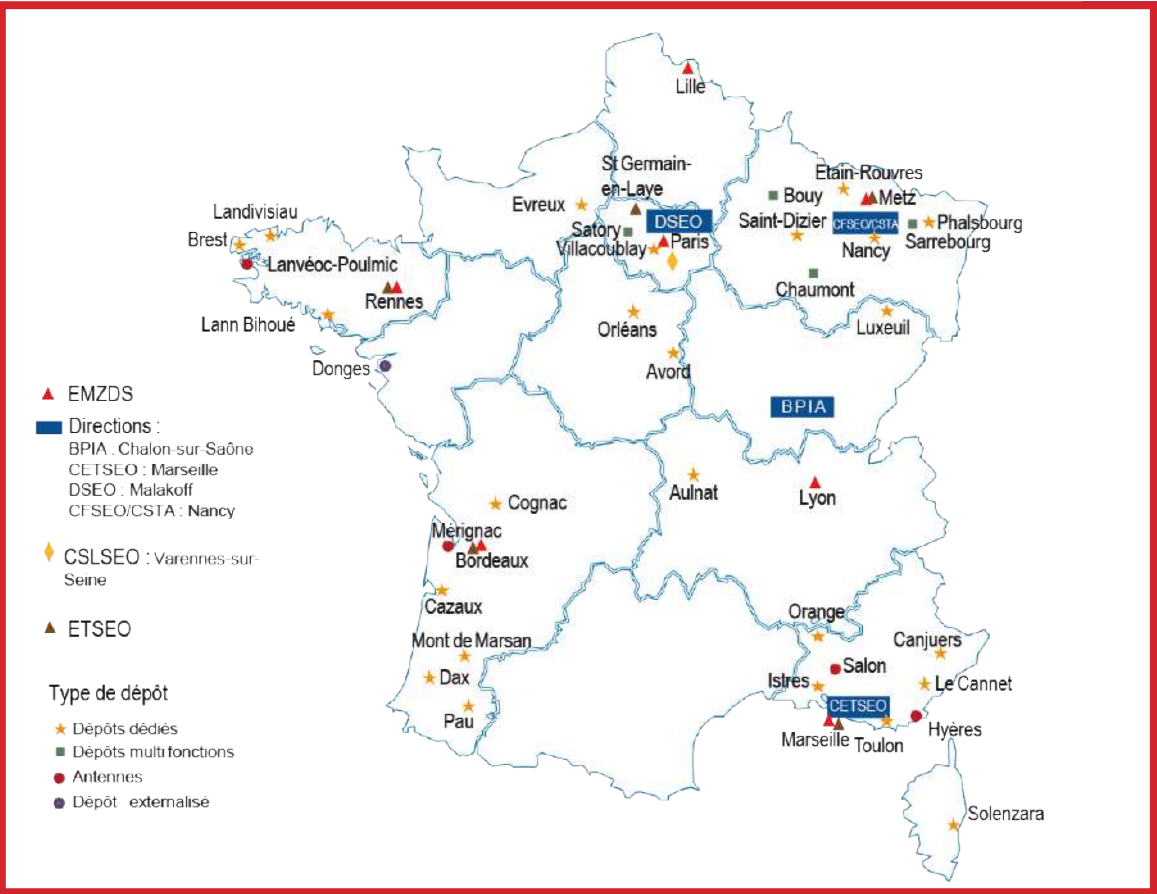 Lille
St Germain-
en-Laye
Etain-Rouvres
Bouy
Metz
Evreux
Landivisiau
DSEO
Saint-Dizier
CFSEO/CSTA
Phalsbourg
Satory
Sarrebourg
Brest
Villacoublay
Paris
Nancy
Lanvéoc-Poulmic
Chaumont
Rennes
Lann Bihoué
Orléans
Luxeuil
Donges
Avord
BPIA
Aulnat
Lyon
Cognac
Mérignac
Bordeaux
Cazaux
Orange
Mont de Marsan
Canjuers
Salon
Dax
Istres
Le Cannet
Pau
CETSEO
Marseille
Toulon
Hyères
Solenzara
EMZDS
Directions :
BPIA : Chalon-sur-Saône
CETSEO : Marseille
DSEO : Malakoff
CFSEO/CSTA : Nancy
CSLSEO : Varennes-sur-
Seine
ETSEO
Type de dépôt
Dépôts dédiés
Dépôts multi fonctions
Antennes
Dépôt externalisé